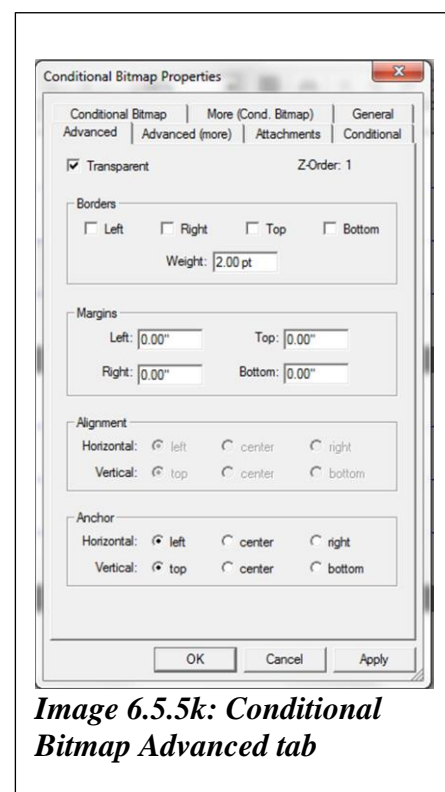 Conditional Bitmap Properties
Conditional Bitmap More (Cond. Bitmap) General
Advanced Advanced (more) Attachments Conditional
Transparent Z-Order: 1
Borders
Left Right Top Bottom
Weight: 2.00 pt
Margins
Left: 0.00" Top: 0.00"
Right: 0.00" Bottom: 0.00"
Alignment
Horizontal: left center right
Vertical: top center bottom
Anchor
Horizontal: left center right
Vertical: top center bottom
OK Cancel Apply
Image 6.5.5k: Conditional
Bitmap Advanced tab